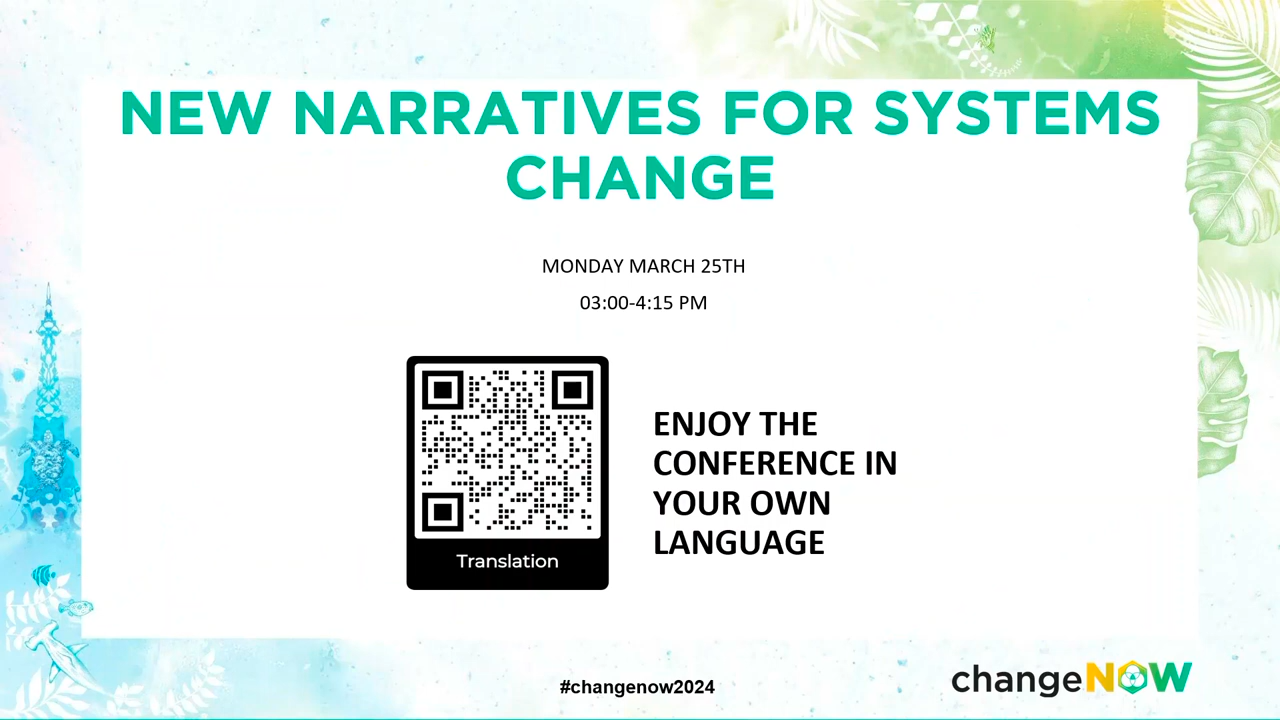 NEW NARRATIVES FOR SYSTEMS
CHANGE
MONDAY MARCH 25TH
03:00-4:15 PM
Translation
ENJOY THE
CONFERENCE IN
YOUR OWN
LANGUAGE
#changenow2024
changeNOW